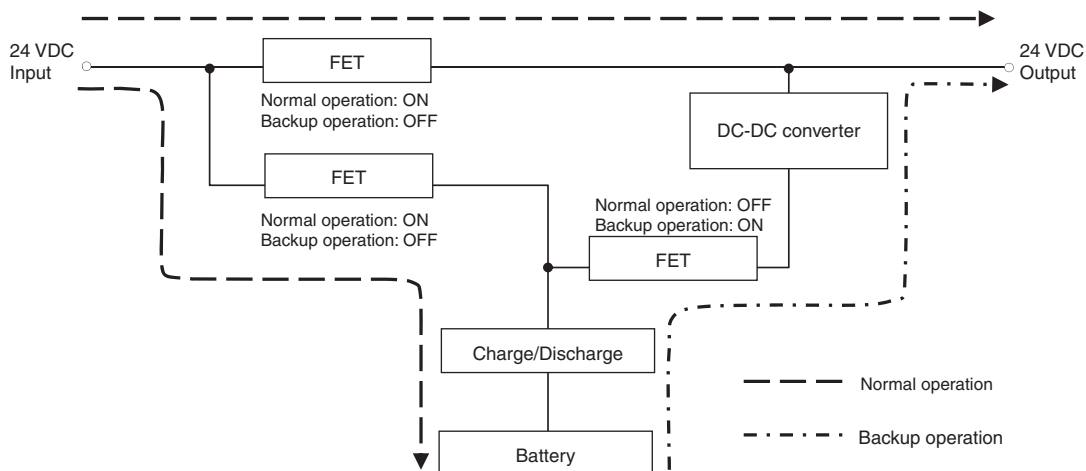 24 VDC
Input
FET
24 VDC
Output
Normal operation: ON
Backup operation: OFF
DC-DC converter
FET
Normal operation: ON
Backup operation: OFF
Normal operation: OFF
Backup operation: ON
FET
Charge/Discharge
Normal operation
Battery
Backup operation